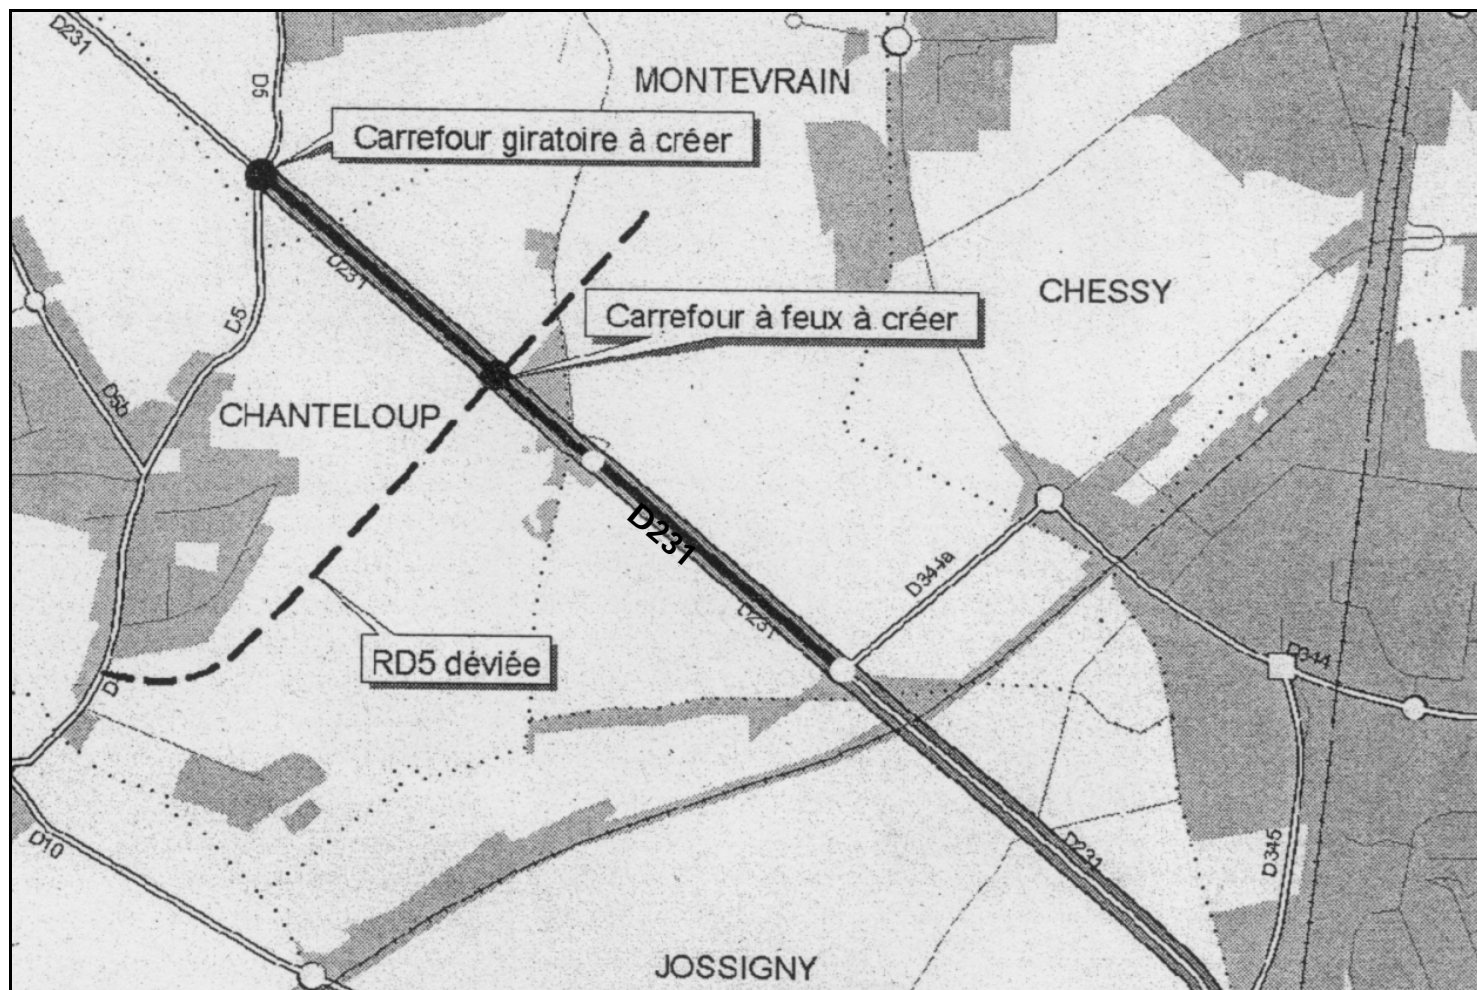 D231
D5
MONTEVRAIN
Carrefour giratoire à créer
D231
CHESSY
Carrefour à feux à créer
D5
D5b
CHANTELOUP
D231
D344a
D231
RD5 déviée
D344
D231
D10
D345
JOSSIGNY